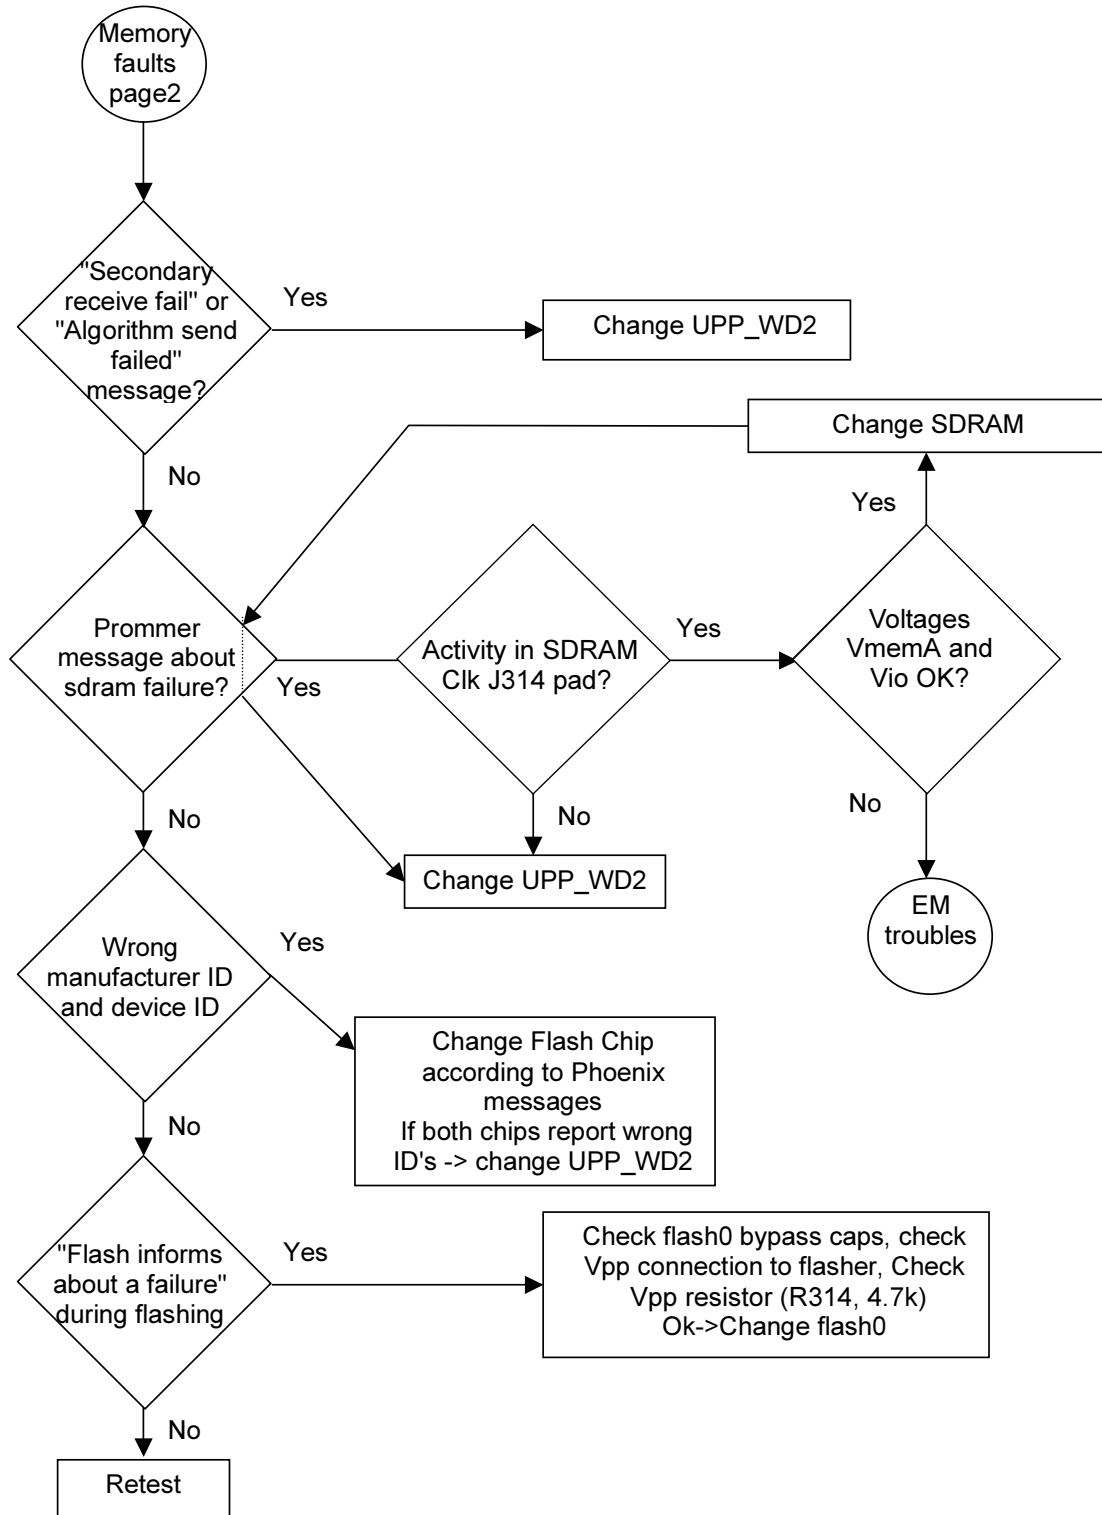 Memory
faults
page2
"Secondary
receive fail" or
"Algorithm send
failed"
message?
Yes
Change UPP_WD2
No
Change SDRAM
Yes
Prommer
message about
sdram failure?
Yes
Activity in SDRAM
Clk J314 pad?
Yes
Voltages
VmemA and
Vio OK?
No
No
No
Change UPP_WD2
EM
troubles
Wrong
manufacturer ID
and device ID
Yes
Change Flash Chip
according to Phoenix
messages
If both chips report wrong
ID's -> change UPP_WD2
No
"Flash informs
about a failure"
during flashing
Yes
Check flash0 bypass caps, check
Vpp connection to flasher, Check
Vpp resistor (R314, 4.7k)
Ok->Change flash0
No
Retest